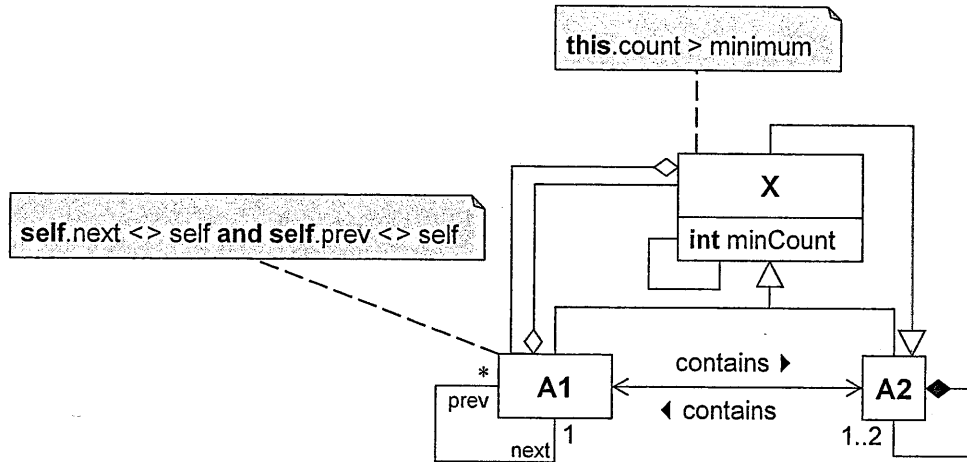 this.count > minimum
X
self.next <> self and self.prev <> self
int minCount
contains ▶
*
A1
A2
prev
◀ contains
next
1
1..2